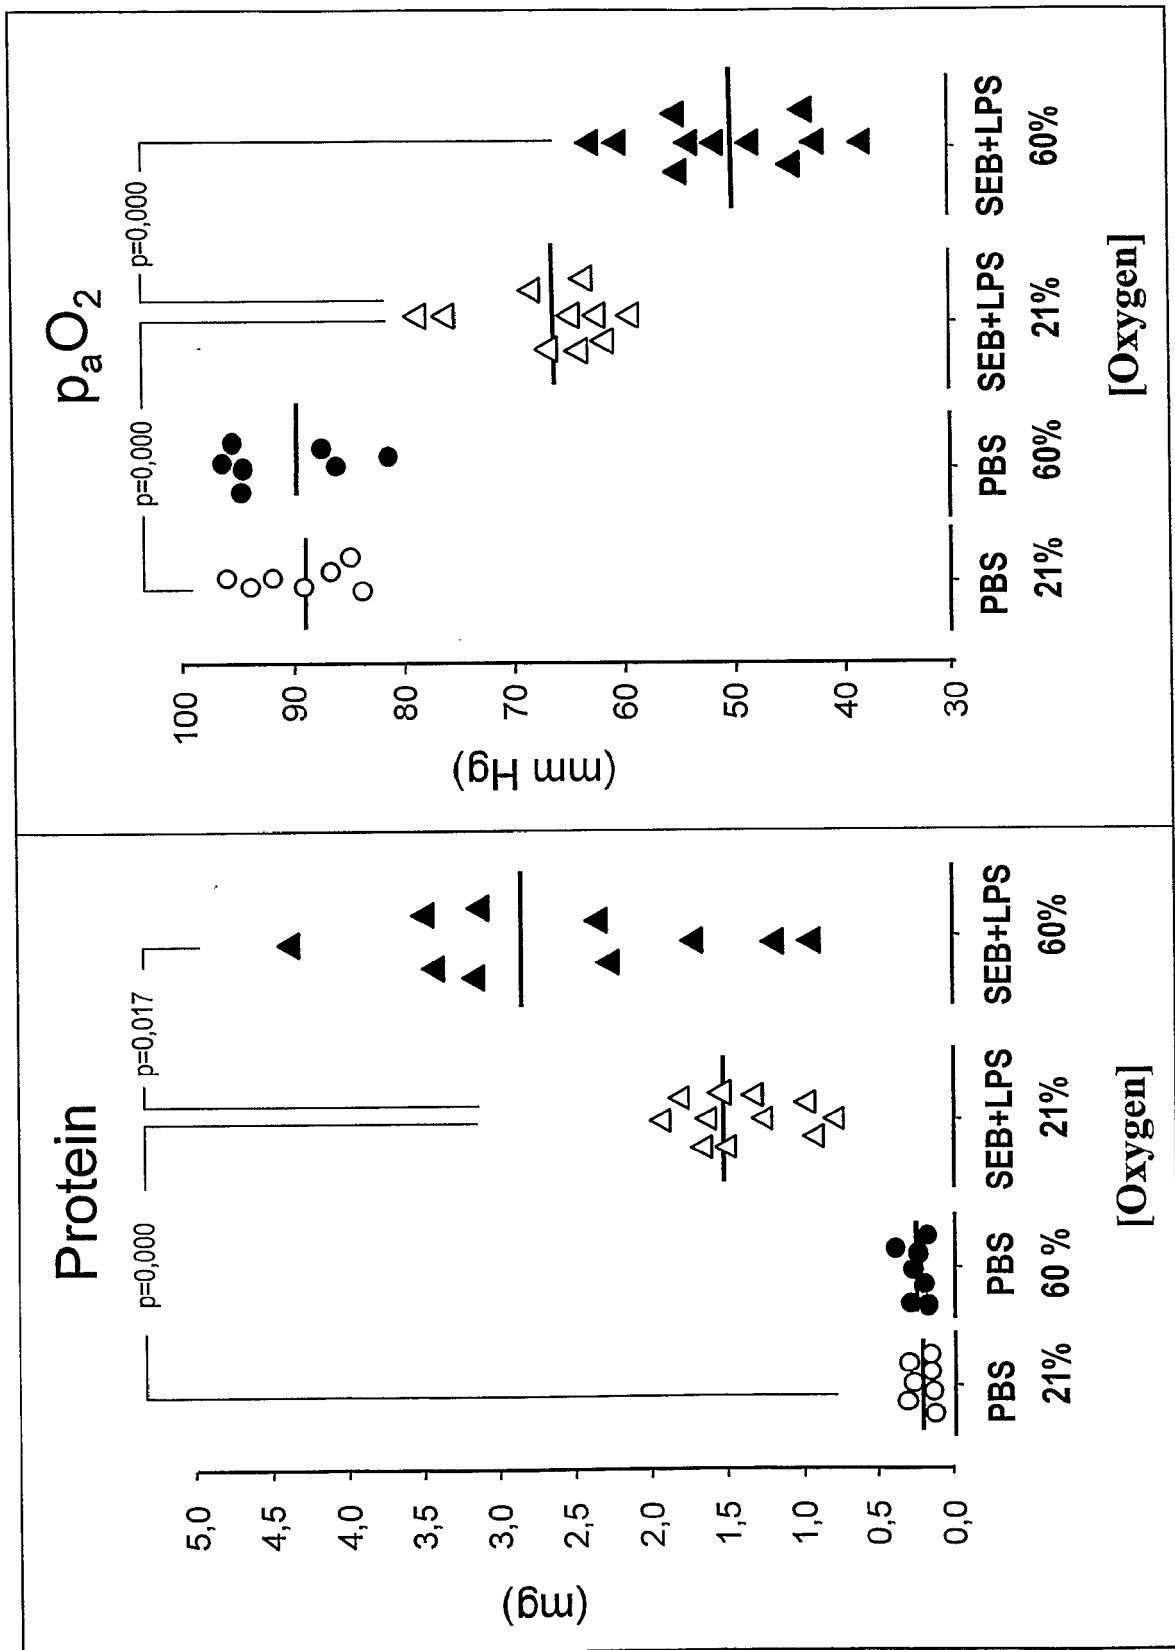 Protein
(mg)
5,0
4,5
4,0
3,5
3,0
2,5
2,0
1,5
1,0
0,5
0,0
p=0,000
p=0,017
PBS PBS SEB+LPS SEB+LPS
21% 60 % 21% 60%
[Oxygen]
paO2
(mm Hg)
100
90
80
70
60
50
40
30
p=0,000
p=0,000
PBS PBS SEB+LPS SEB+LPS
21% 60% 21% 60%
[Oxygen]